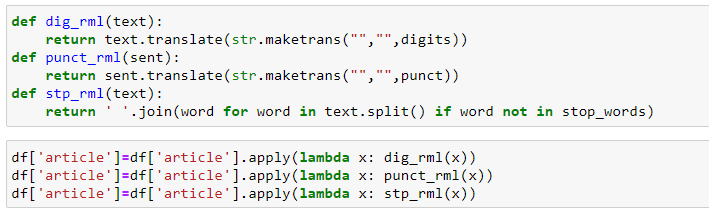 def dig_rml(text):
    return text.translate(str.maketrans("","",digits))
def punct_rml(sent):
    return sent.translate(str.maketrans("","",punct))
def stp_rml(text):
    return ' '.join(word for word in text.split() if word not in stop_words)
df['article']=df['article'].apply(lambda x: dig_rml(x))
df['article']=df['article'].apply(lambda x: punct_rml(x))
df['article']=df['article'].apply(lambda x: stp_rml(x))